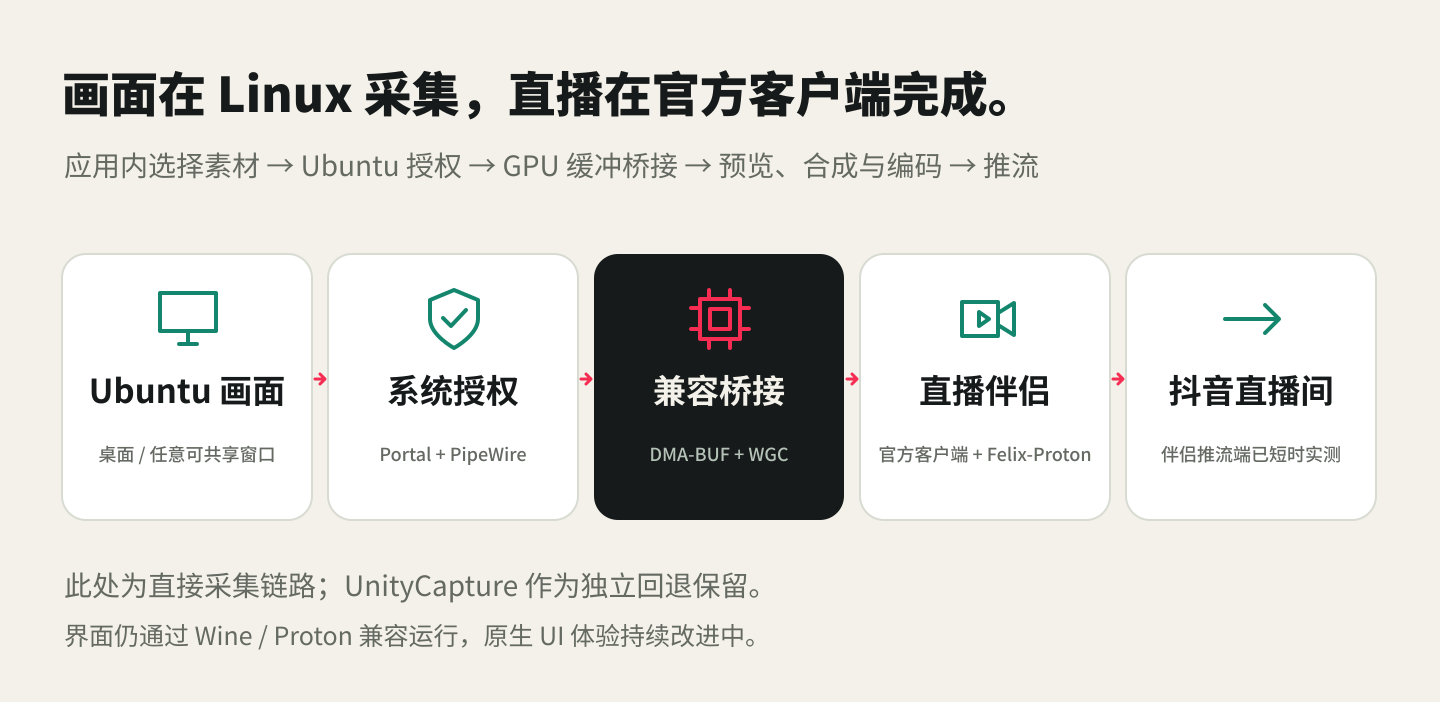 画面在 Linux 采集，直播在官方客户端完成。
应用内选择素材 → Ubuntu 授权 → GPU 缓冲桥接 → 预览、合成与编码 → 推流
Ubuntu 画面
桌面 / 任意可共享窗口
系统授权
Portal + PipeWire
兼容桥接
DMA-BUF + WGC
直播伴侣
官方客户端 + Felix-Proton
抖音直播间
伴侣推流端已短时实测
此处为直接采集链路；UnityCapture 作为独立回退保留。
界面仍通过 Wine / Proton 兼容运行，原生 UI 体验持续改进中。